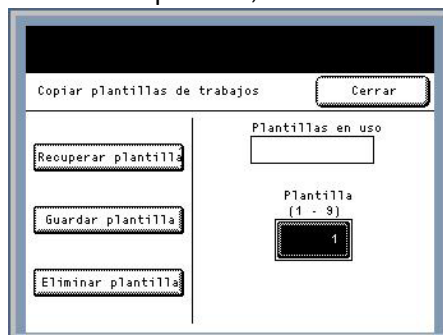 Copiar plantillas de trabajos
Cerrar
Recuperar plantilla
Guardar plantilla
Eliminar plantilla
Plantillas en uso
Plantilla
(1 - 9)
1